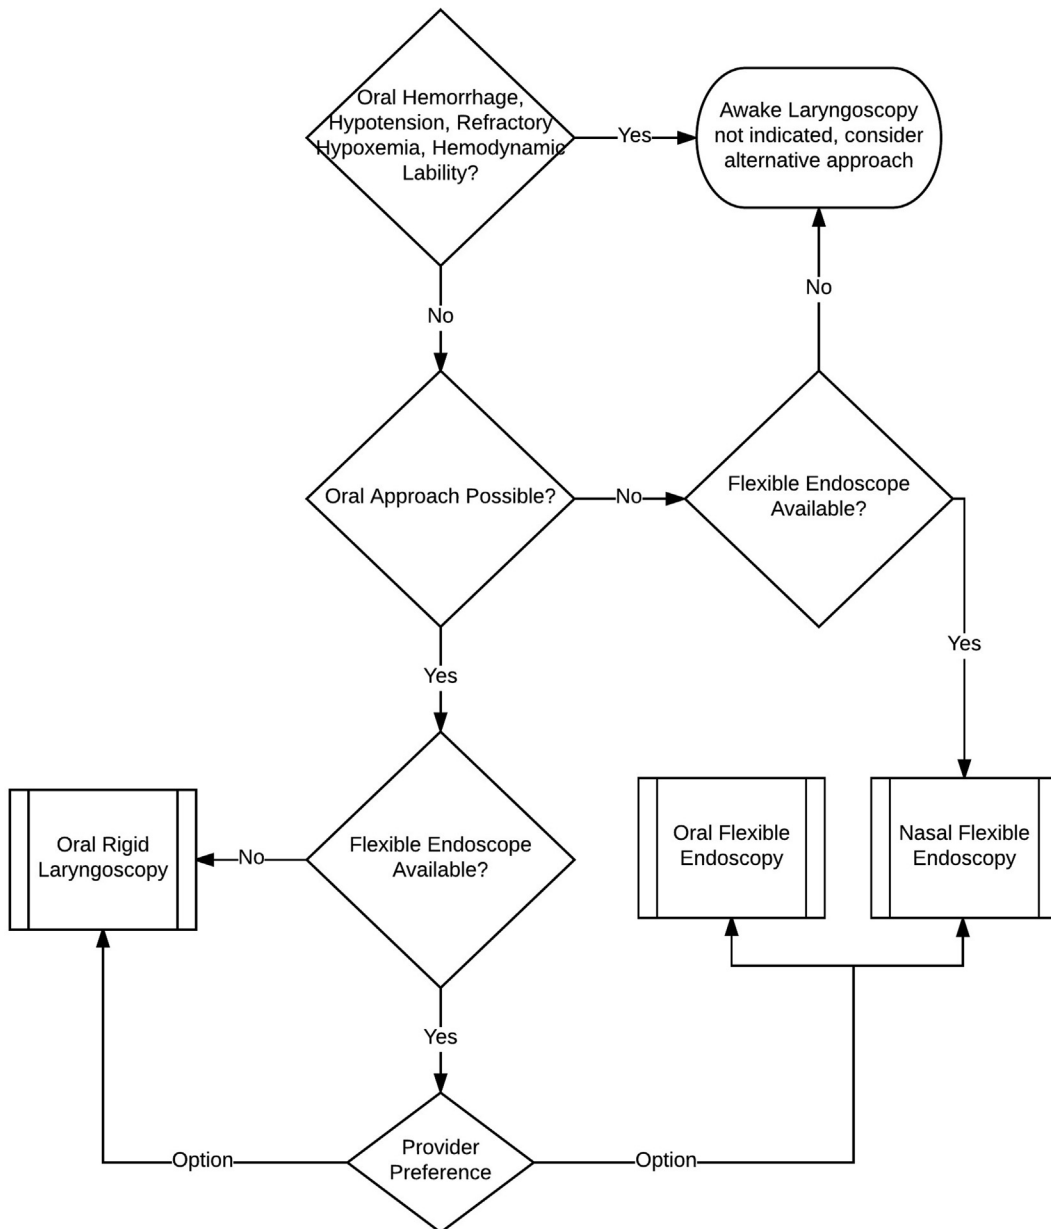 Oral Hemorrhage,
Hypotension, Refractory
Hypoxemia, Hemodynamic
Lability?
Yes
Awake Laryngoscopy
not indicated, consider
alternative approach
No
No
Oral Approach Possible?
No
Flexible Endoscope
Available?
Yes
Yes
Oral Rigid
Laryngoscopy
No
Flexible Endoscope
Available?
Oral Flexible
Endoscopy
Nasal Flexible
Endoscopy
Yes
Option
Provider
Preference
Option